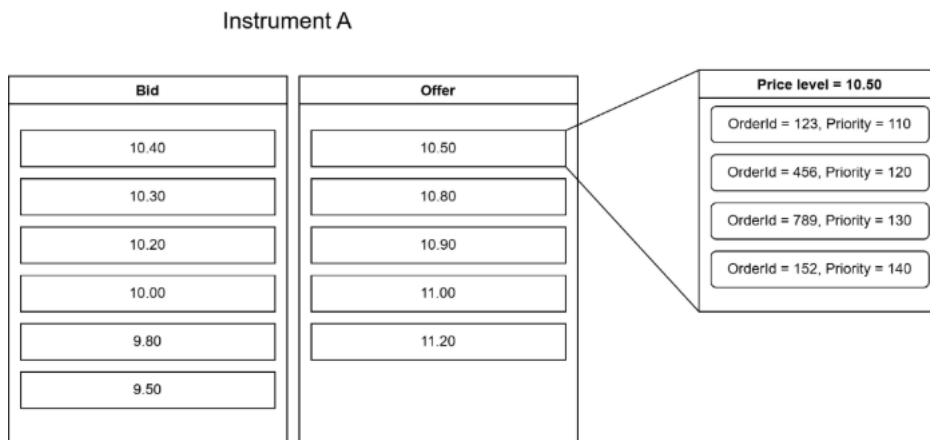 Instrument A
Bid
10.40
10.30
10.20
10.00
9.80
9.50
Offer
10.50
10.80
10.90
11.00
11.20
Price level = 10.50
OrderId = 123, Priority = 110
OrderId = 456, Priority = 120
OrderId = 789, Priority = 130
OrderId = 152, Priority = 140